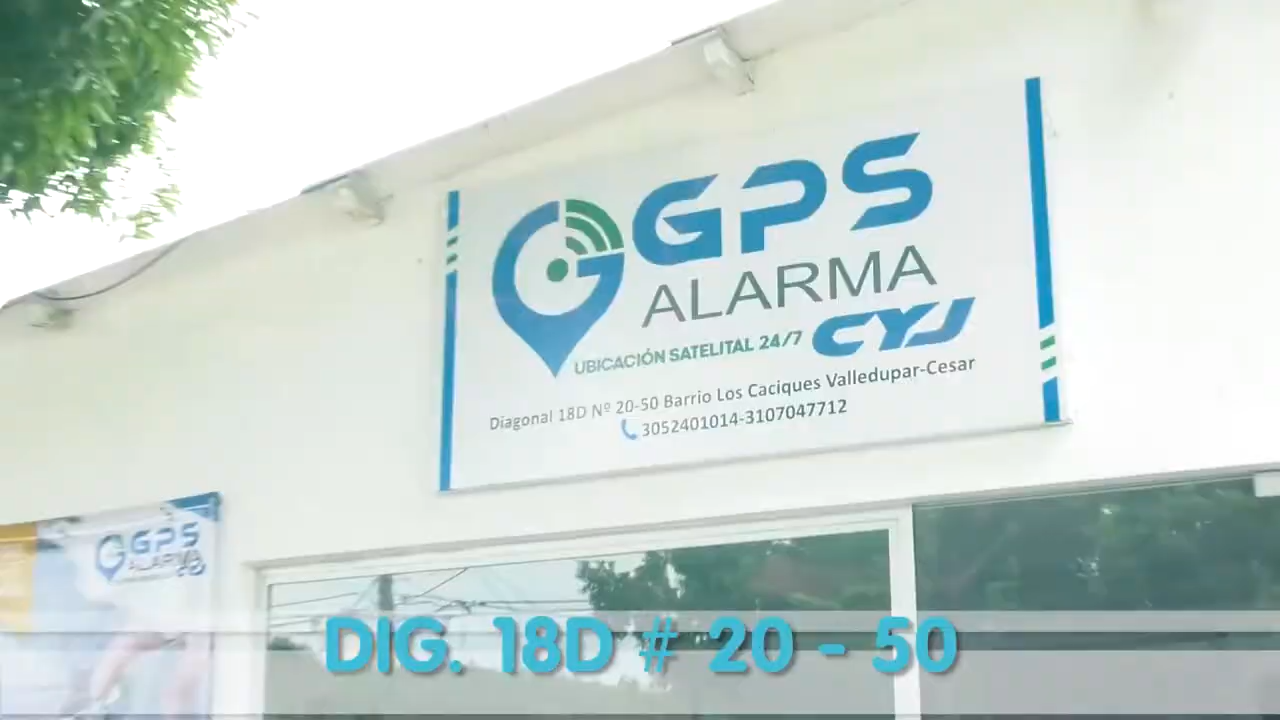 GPS
ALARMA
CYJ
UBICACIÓN SATELITAL 24/7
Diagonal 18D Nº 20-50 Barrio Los Caciques Valledupar-Cesar
3052401014-3107047712
GPS
ALARMA
DIG. 18D # 20 - 50